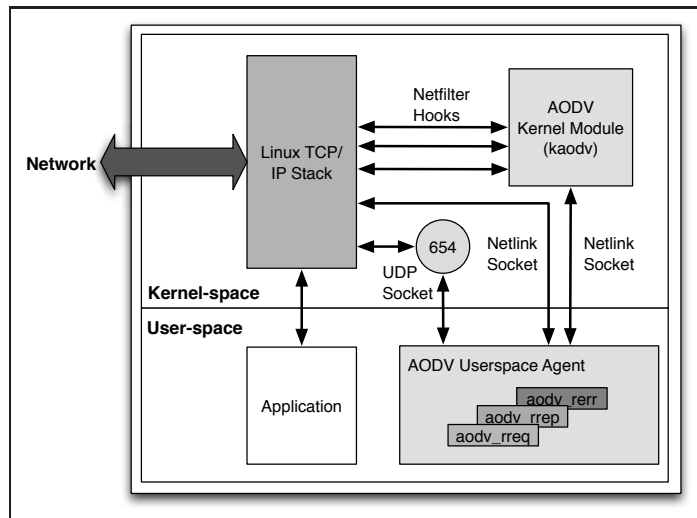 Network
Linux TCP/
IP Stack
Netfilter
Hooks
AODV
Kernel Module
(kaodv)
654
UDP
Socket
Netlink
Socket
Netlink
Socket
Kernel-space
User-space
Application
AODV Userspace Agent
aodv_rerr
aodv_rrep
aodv_rreq